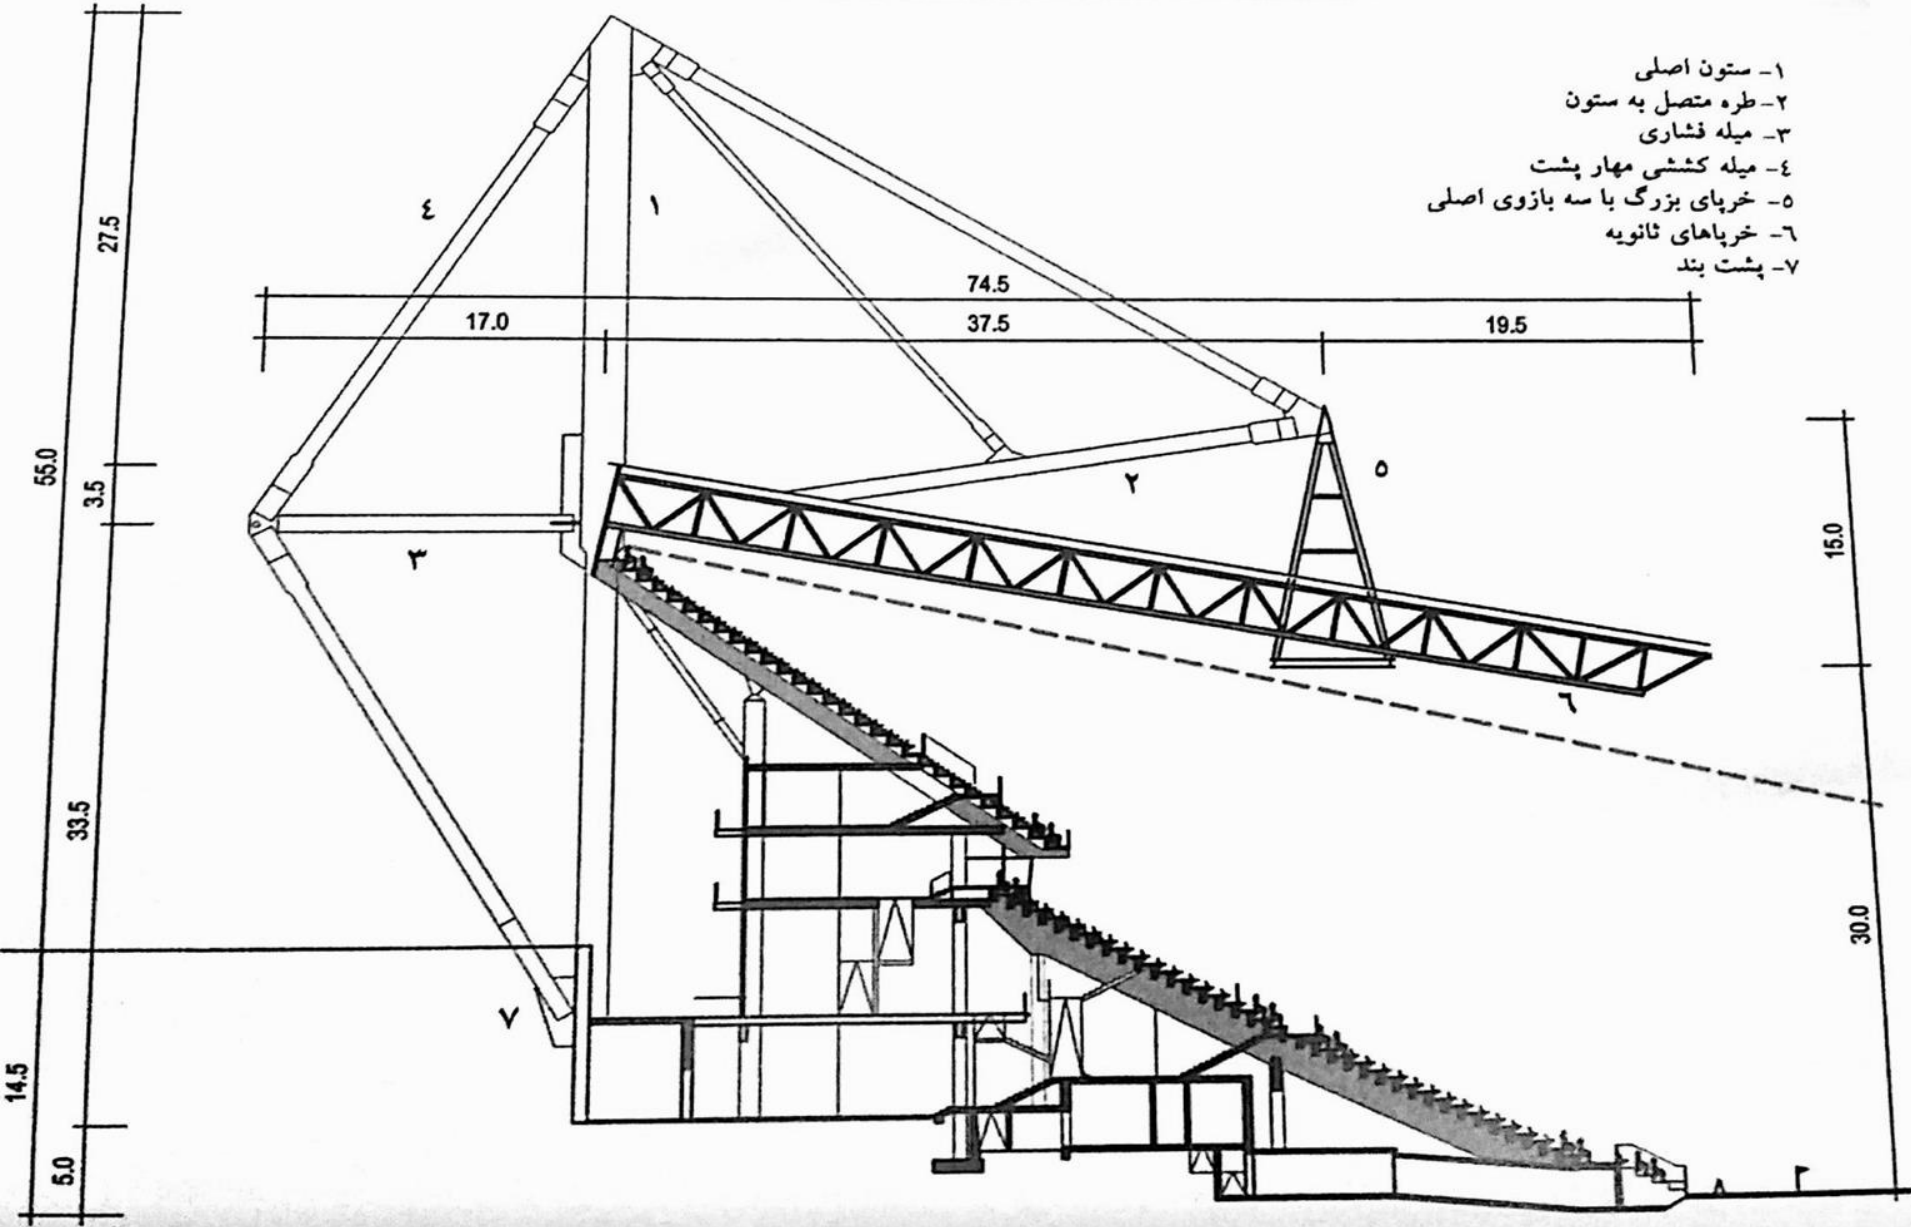 ۱- ستون اصلی
۲- طره متصل به ستون
۳- میله فشاری
٤- میله کششی مهار پشت
٥- خرپای بزرگ با سه بازوی اصلی
٦- خرپاهای ثانویه
۷- پشت بند
27.5
٤
۱
74.5
17.0
37.5
19.5
55.0
3.5
۲
٥
۳
15.0
٦
33.5
30.0
۷
14.5
5.0